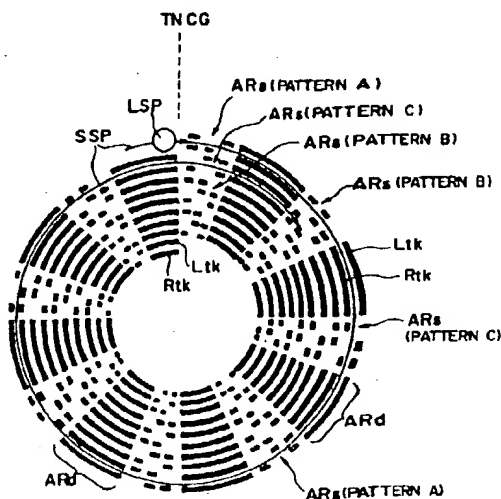 TNCG
ARs (PATTERN A)
LSP
ARs (PATTERN C)
SSP
ARs (PATTERN B)
ARs (PATTERN B)
Ltk
Ltk
Rtk
Rtk
ARs
(PATTERN C)
ARd
ARd
ARs (PATTERN A)